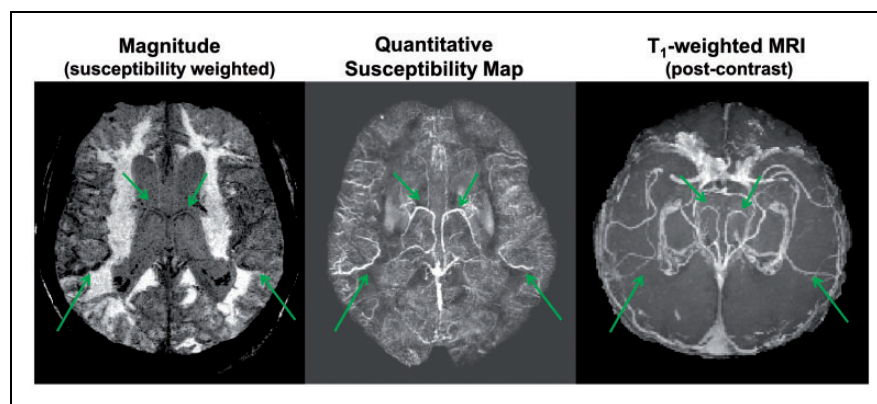 Magnitude
(susceptibility weighted)
Quantitative
Susceptibility Map
T₁-weighted MRI
(post-contrast)